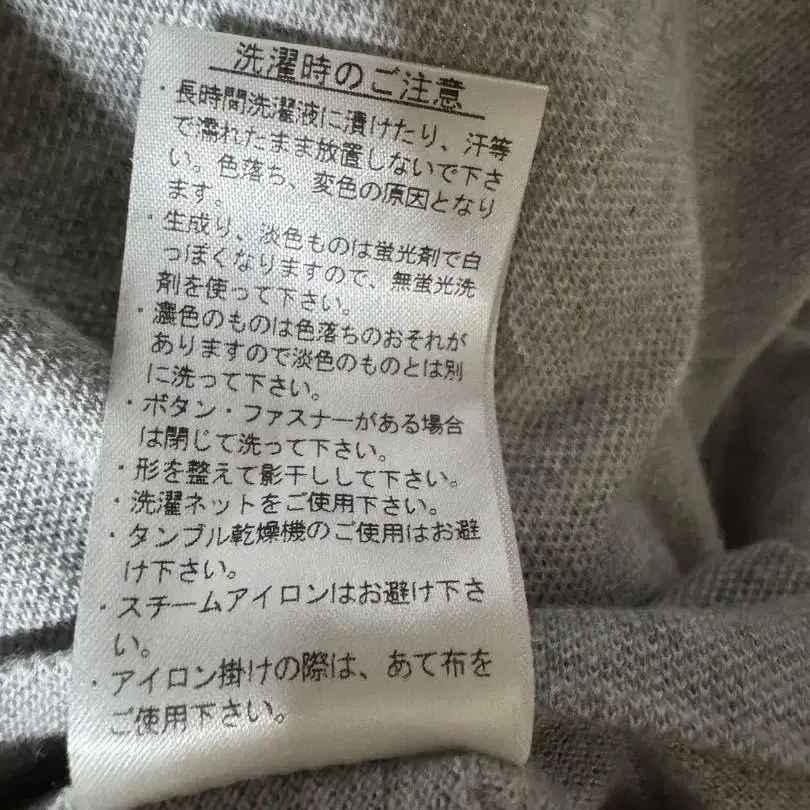 洗濯時のご注意
・長時間洗濯液に漬けたり、汗等
で濡れたまま放置しないで下さ
い。色落ち、変色の原因となり
ます。
・生成り、淡色ものは蛍光剤で白
っぽくなりますので、無蛍光洗
剤を使って下さい。
・濃色のものは色落ちのおそれが
ありますので淡色のものとは別
に洗って下さい。
・ボタン・ファスナーがある場合
は閉じて洗って下さい。
・形を整えて影干しして下さい。
・洗濯ネットをご使用下さい。
・タンブル乾燥機のご使用はお避
け下さい。
・スチームアイロンはお避け下さ
い。
・アイロン掛けの際は、あて布を
ご使用下さい。